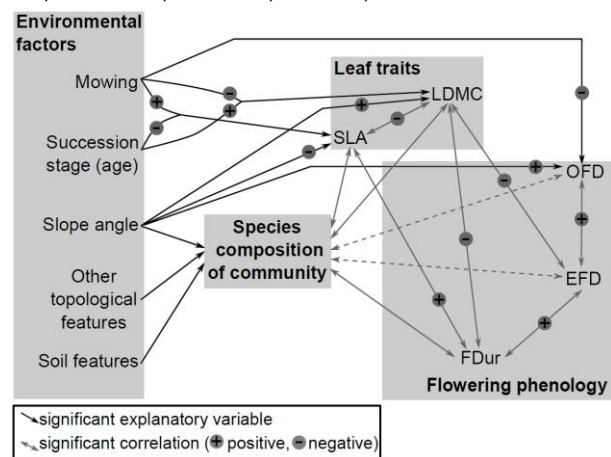 Environmental
factors
Mowing
Succession
stage (age)
Slope angle
Other
topological
features
Soil features
Leaf traits
LDMC
SLA
Species
composition
of community
OFD
EFD
FDur
Flowering phenology
+
-
-
+
+
-
-
-
+
-
-
+
-
+
+
significant explanatory variable
significant correlation (+ positive, - negative)